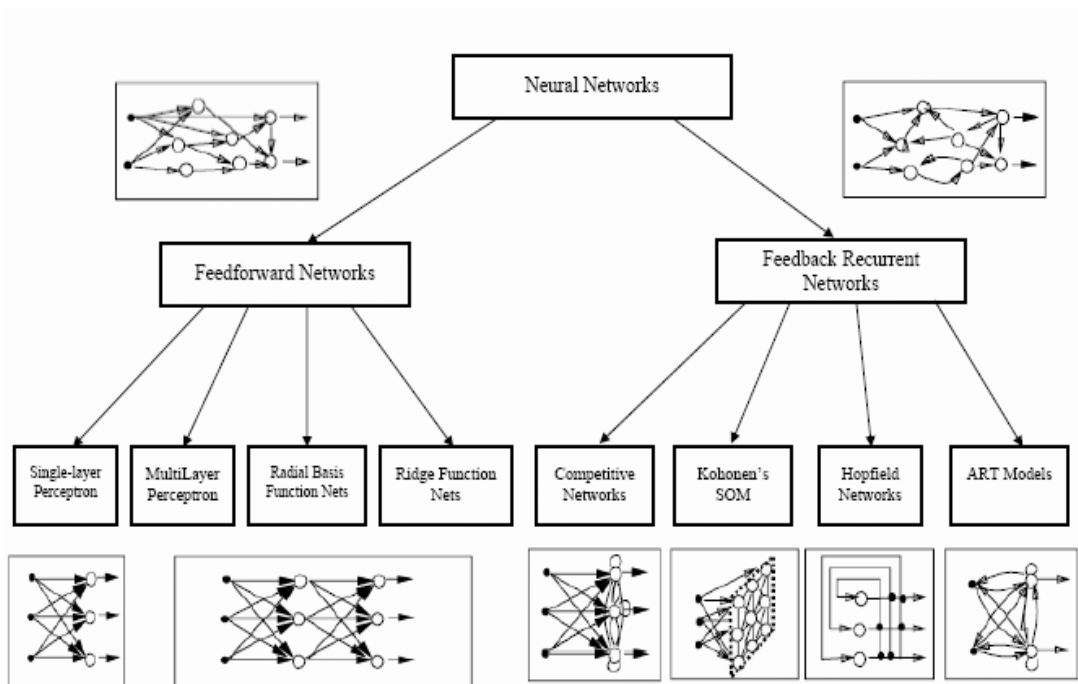 Neural Networks
Feedforward Networks
Feedback Recurrent
Networks
Single-layer
Perceptron
MultiLayer
Perceptron
Radial Basis
Function Nets
Ridge Function
Nets
Competitive
Networks
Kohonen's
SOM
Hopfield
Networks
ART Models